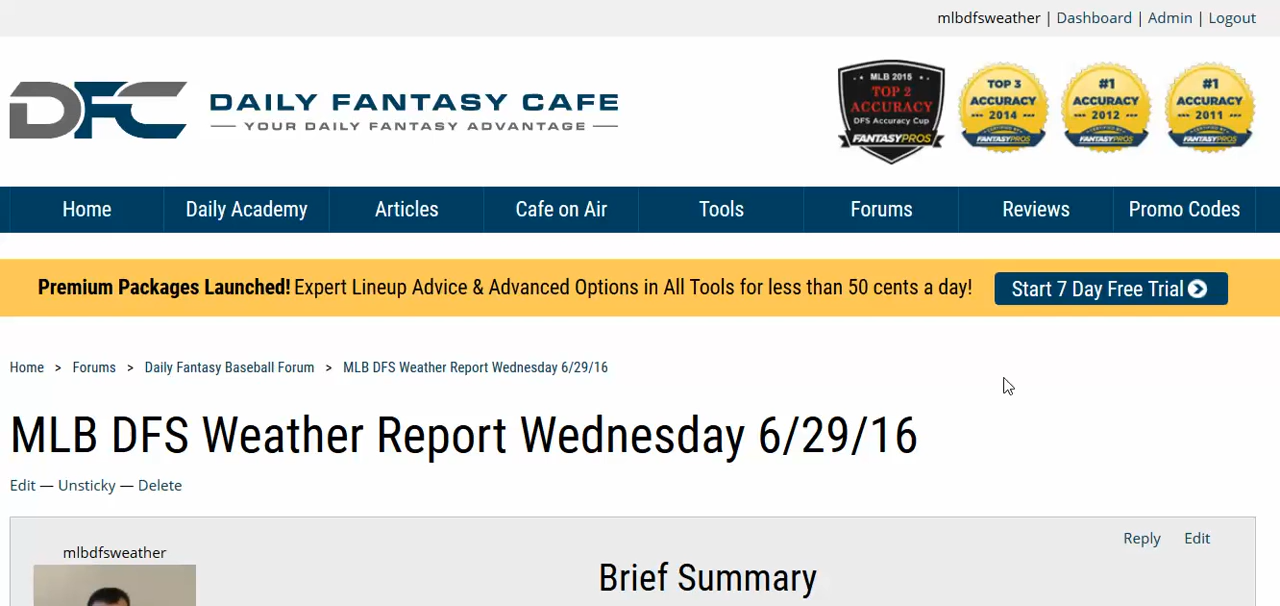 mlbdfsweather | Dashboard | Admin | Logout
DFC
DAILY FANTASY CAFE
YOUR DAILY FANTASY ADVANTAGE
MLB 2015
TOP 2
ACCURACY
DFS Accuracy Cup
FANTASYPROS
TOP 3
ACCURACY
2014
FANTASYPROS
#1
ACCURACY
2012
FANTASYPROS
#1
ACCURACY
2011
FANTASYPROS
Home Daily Academy Articles Cafe on Air Tools Forums Reviews Promo Codes
Premium Packages Launched! Expert Lineup Advice & Advanced Options in All Tools for less than 50 cents a day! Start 7 Day Free Trial
Home > Forums > Daily Fantasy Baseball Forum > MLB DFS Weather Report Wednesday 6/29/16
MLB DFS Weather Report Wednesday 6/29/16
Edit — Unsticky — Delete
Reply Edit
mlbdfsweather
Brief Summary